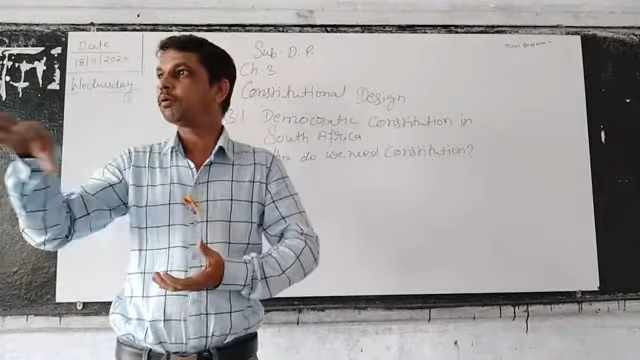 Date
18/11/2020
Wednesday
Sub. D. P.
Ch. 3.
Constitutional Design
3.1 Democratic Constitution in
South Africa
do we need Constitution?